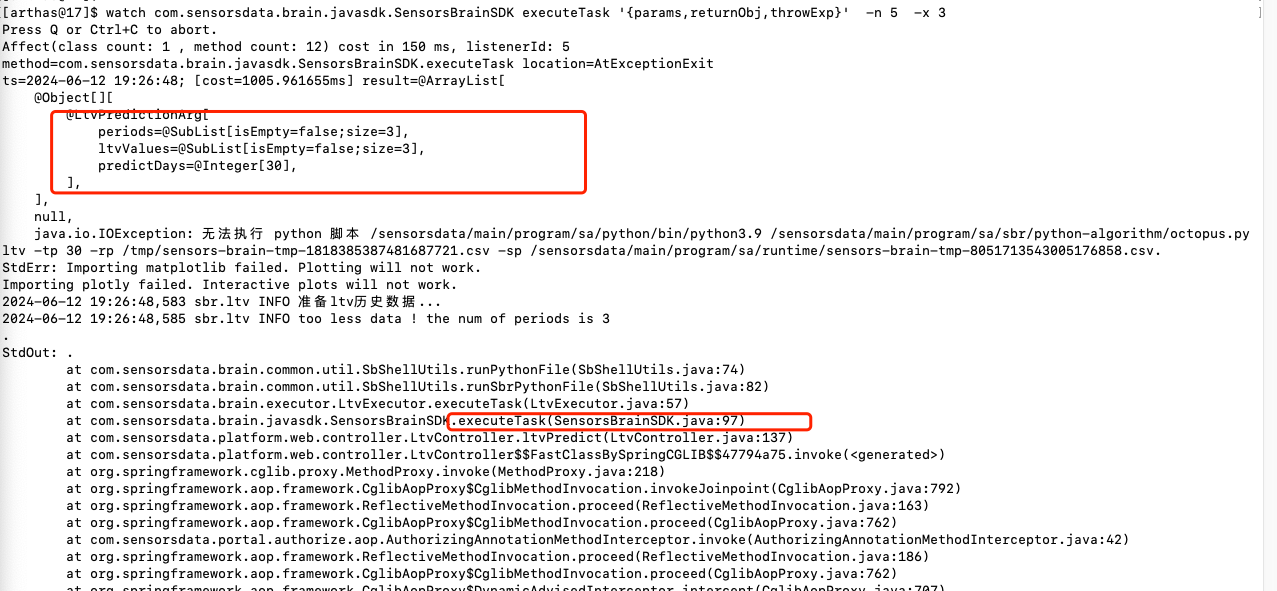 [arthas@17]$ watch com.sensorsdata.brain.javasdk.SensorsBrainSDK executeTask '{params,returnObj,throwExp}'  -n 5  -x 3
Press Q or Ctrl+C to abort.
Affect(class count: 1 , method count: 12) cost in 150 ms, listenerId: 5
method=com.sensorsdata.brain.javasdk.SensorsBrainSDK.executeTask location=AtExceptionExit
ts=2024-06-12 19:26:48; [cost=1005.961655ms] result=@ArrayList[
    @Object[][
        @LtvPredictionArg[
            periods=@SubList[isEmpty=false;size=3],
            ltvValues=@SubList[isEmpty=false;size=3],
            predictDays=@Integer[30],
        ],
    ],
    null,
    java.io.IOException: 无法执行 python 脚本 /sensorsdata/main/program/sa/python/bin/python3.9 /sensorsdata/main/program/sa/sbr/python-algorithm/octopus.py
ltv -tp 30 -rp /tmp/sensors-brain-tmp-1818385387481687721.csv -sp /sensorsdata/main/program/sa/runtime/sensors-brain-tmp-8051713543005176858.csv.
StdErr: Importing matplotlib failed. Plotting will not work.
Importing plotly failed. Interactive plots will not work.
2024-06-12 19:26:48,583 sbr.ltv INFO 准备ltv历史数据...
2024-06-12 19:26:48,585 sbr.ltv INFO too less data ! the num of periods is 3
.
StdOut: .
        at com.sensorsdata.brain.common.util.SbShellUtils.runPythonFile(SbShellUtils.java:74)
        at com.sensorsdata.brain.common.util.SbShellUtils.runSbrPythonFile(SbShellUtils.java:82)
        at com.sensorsdata.brain.executor.LtvExecutor.executeTask(LtvExecutor.java:57)
        at com.sensorsdata.brain.javasdk.SensorsBrainSDK.executeTask(SensorsBrainSDK.java:97)
        at com.sensorsdata.platform.web.controller.LtvController.ltvPredict(LtvController.java:137)
        at com.sensorsdata.platform.web.controller.LtvController$$FastClassBySpringCGLIB$$47794a75.invoke(<generated>)
        at org.springframework.cglib.proxy.MethodProxy.invoke(MethodProxy.java:218)
        at org.springframework.aop.framework.CglibAopProxy$CglibMethodInvocation.invokeJoinpoint(CglibAopProxy.java:792)
        at org.springframework.aop.framework.ReflectiveMethodInvocation.proceed(ReflectiveMethodInvocation.java:163)
        at org.springframework.aop.framework.CglibAopProxy$CglibMethodInvocation.proceed(CglibAopProxy.java:762)
        at com.sensorsdata.portal.authorize.aop.AuthorizingAnnotationMethodInterceptor.invoke(AuthorizingAnnotationMethodInterceptor.java:42)
        at org.springframework.aop.framework.ReflectiveMethodInvocation.proceed(ReflectiveMethodInvocation.java:186)
        at org.springframework.aop.framework.CglibAopProxy$CglibMethodInvocation.proceed(CglibAopProxy.java:762)
        at org.springframework.aop.framework.CglibAopProxy$DynamicAdvisedInterceptor.intercept(CglibAopProxy.java:707)